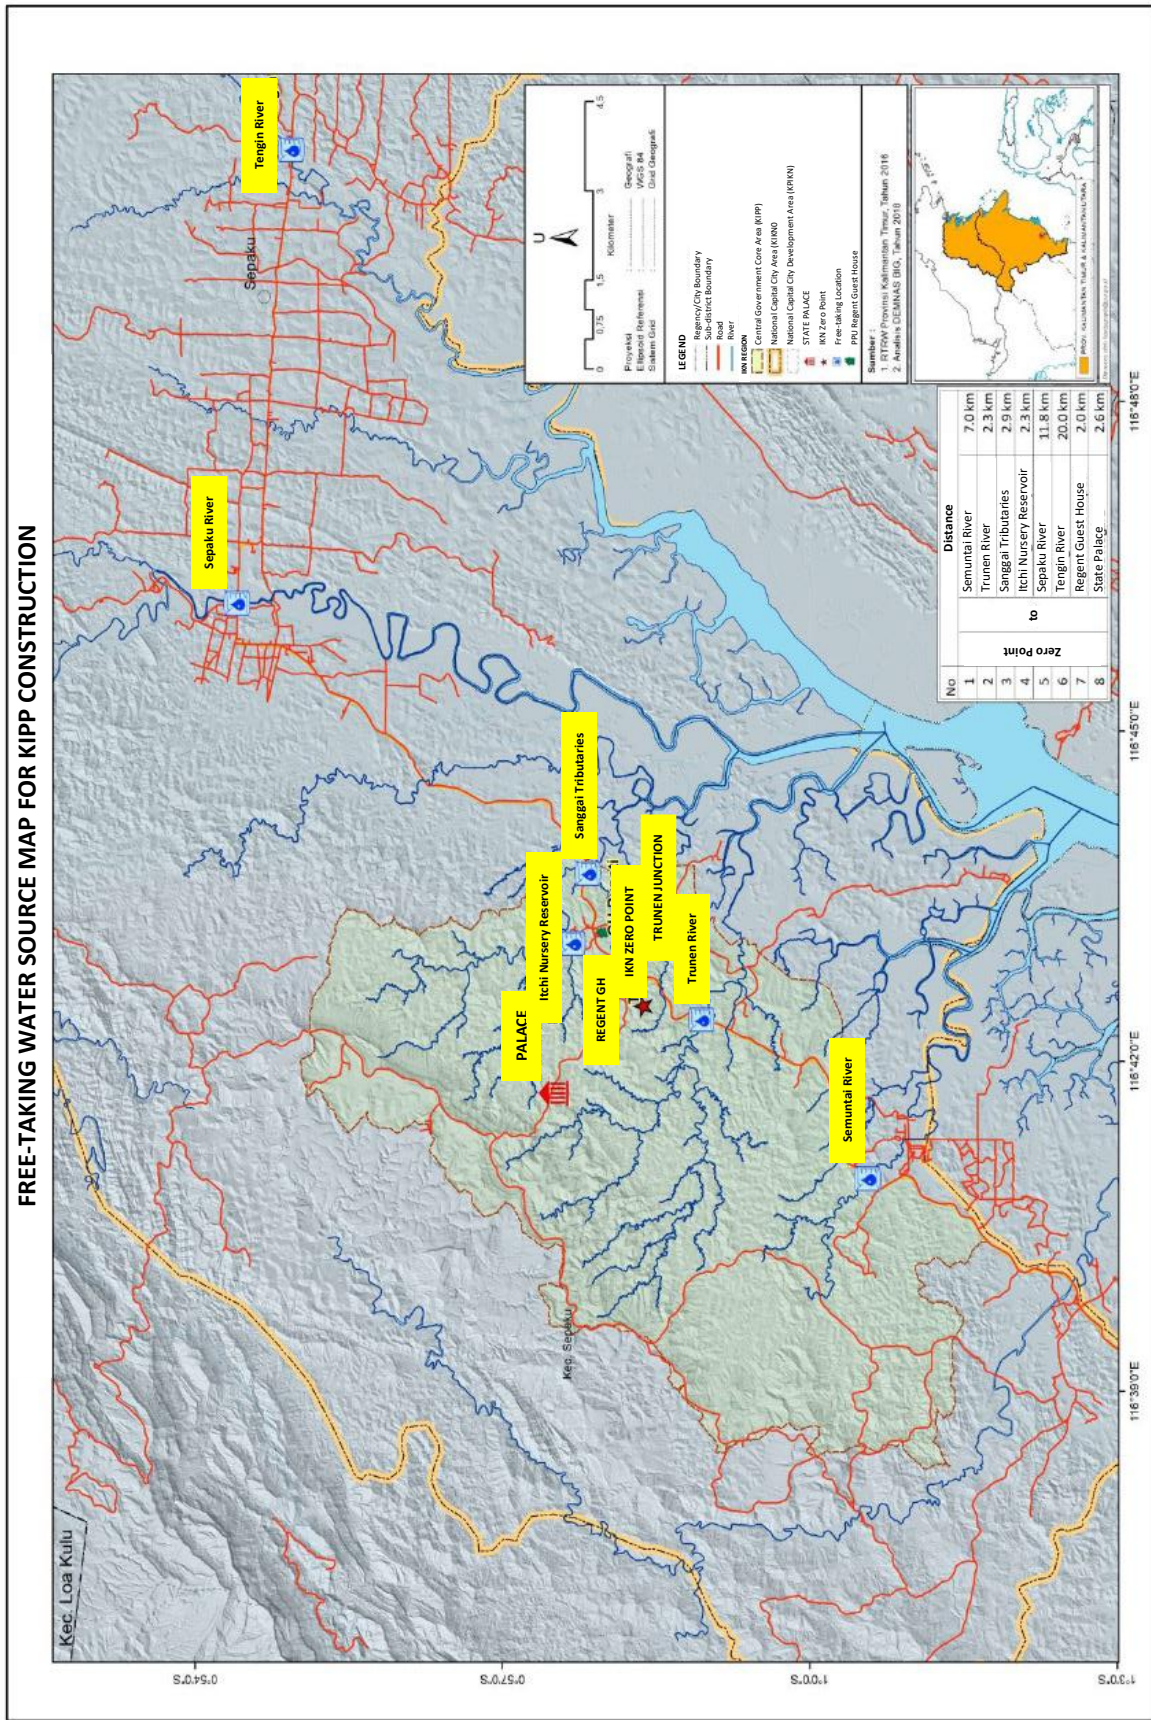 FREE-TAKING WATER SOURCE MAP FOR KIPP CONSTRUCTION
Kec. Loa Kulu
Kec. Sepaku
Sepaku
Tengin River
Sepaku River
Sanggai Tributaries
Itchi Nursery Reservoir
PALACE
REGENT GH
IKN ZERO POINT
TRUNEN JUNCTION
Trunen River
Semuntai River
U
0 0,75 1,5 3 4,5
Kilometer
Proyeksi : Geografi
Elipsoid Referensi : WGS 84
Sistem Grid : Grid Geografi
LEGEND
Regency/City Boundary
Sub-district Boundary
Road
River
IKN REGION
Central Government Core Area (KIPP)
National Capital City Area (KIKN)
National Capital City Development Area (KPIKN)
STATE PALACE
IKN Zero Point
Free-taking Location
PPU Regent Guest House
Sumber :
1. RTRW Provinsi Kalimantan Timur, Tahun 2016
2. Analisis DEMNAS BIG, Tahun 2018
PROV. KALIMANTAN TIMUR & KALIMANTAN UTARA
No Distance
Zero Point to
1 Semuntai River 7.0 km
2 Trunen River 2.3 km
3 Sanggai Tributaries 2.9 km
4 Itchi Nursery Reservoir 2.3 km
5 Sepaku River 11.8 km
6 Tengin River 20.0 km
7 Regent Guest House 2.0 km
8 State Palace 2.6 km
116°39'0"E
116°42'0"E
116°45'0"E
116°48'0"E
0°54'0"S
0°57'0"S
1°0'0"S
1°3'0"S